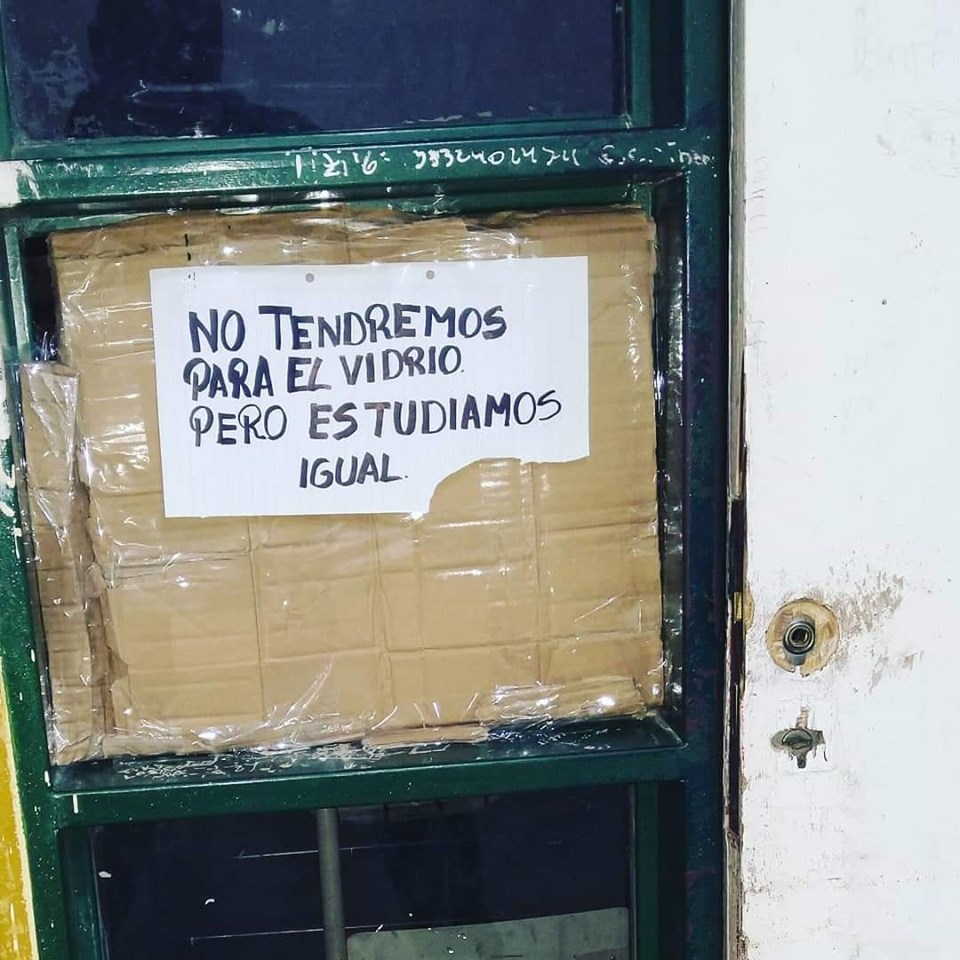 NO TENDREMOS
PARA EL VIDRIO.
PERO ESTUDIAMOS
IGUAL.